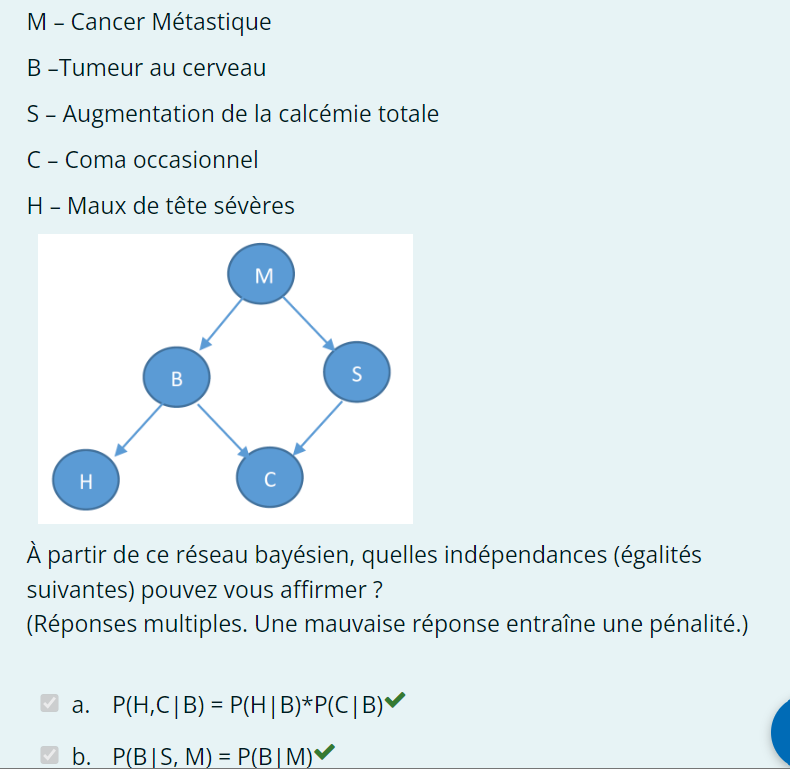 M – Cancer Métastique
B –Tumeur au cerveau
S – Augmentation de la calcémie totale
C – Coma occasionnel
H – Maux de tête sévères
M
B
S
H
C
À partir de ce réseau bayésien, quelles indépendances (égalités
suivantes) pouvez vous affirmer ?
(Réponses multiples. Une mauvaise réponse entraîne une pénalité.)
a. P(H,C|B) = P(H|B)*P(C|B)
b. P(B|S, M) = P(B|M)